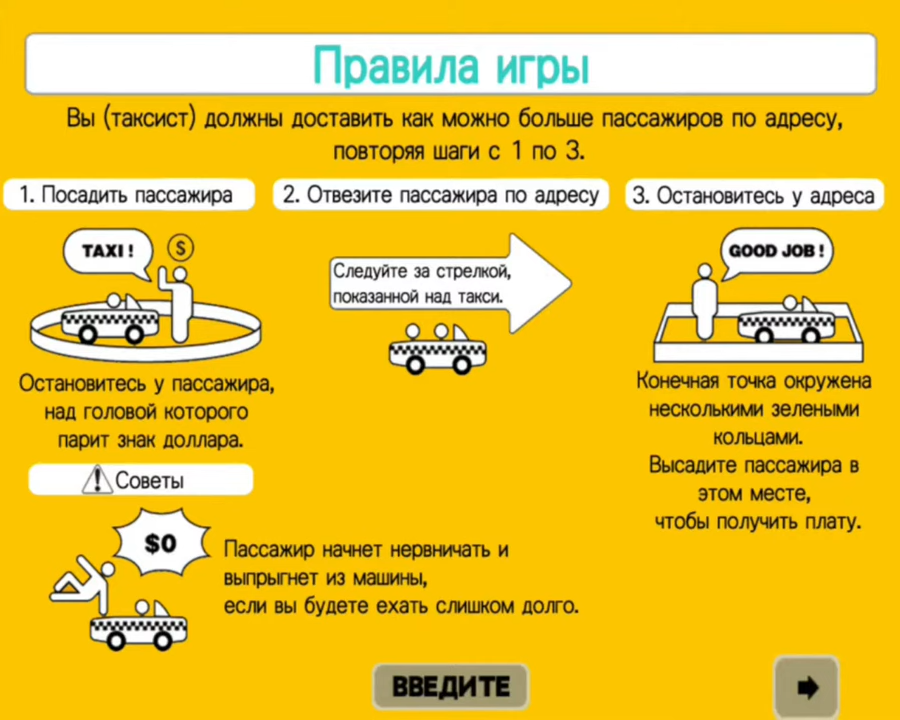 Правила игры
Вы (таксист) должны доставить как можно больше пассажиров по адресу,
повторяя шаги с 1 по 3.
1. Посадить пассажира
2. Отвезите пассажира по адресу
3. Остановитесь у адреса
TAXI!
$
Следуйте за стрелкой,
показанной над такси.
GOOD JOB!
Остановитесь у пассажира,
над головой которого
парит знак доллара.
Конечная точка окружена
несколькими зелеными
кольцами.
Высадите пассажира в
этом месте,
чтобы получить плату.
Советы
$0
Пассажир начнет нервничать и
выпрыгнет из машины,
если вы будете ехать слишком долго.
ВВЕДИТЕ